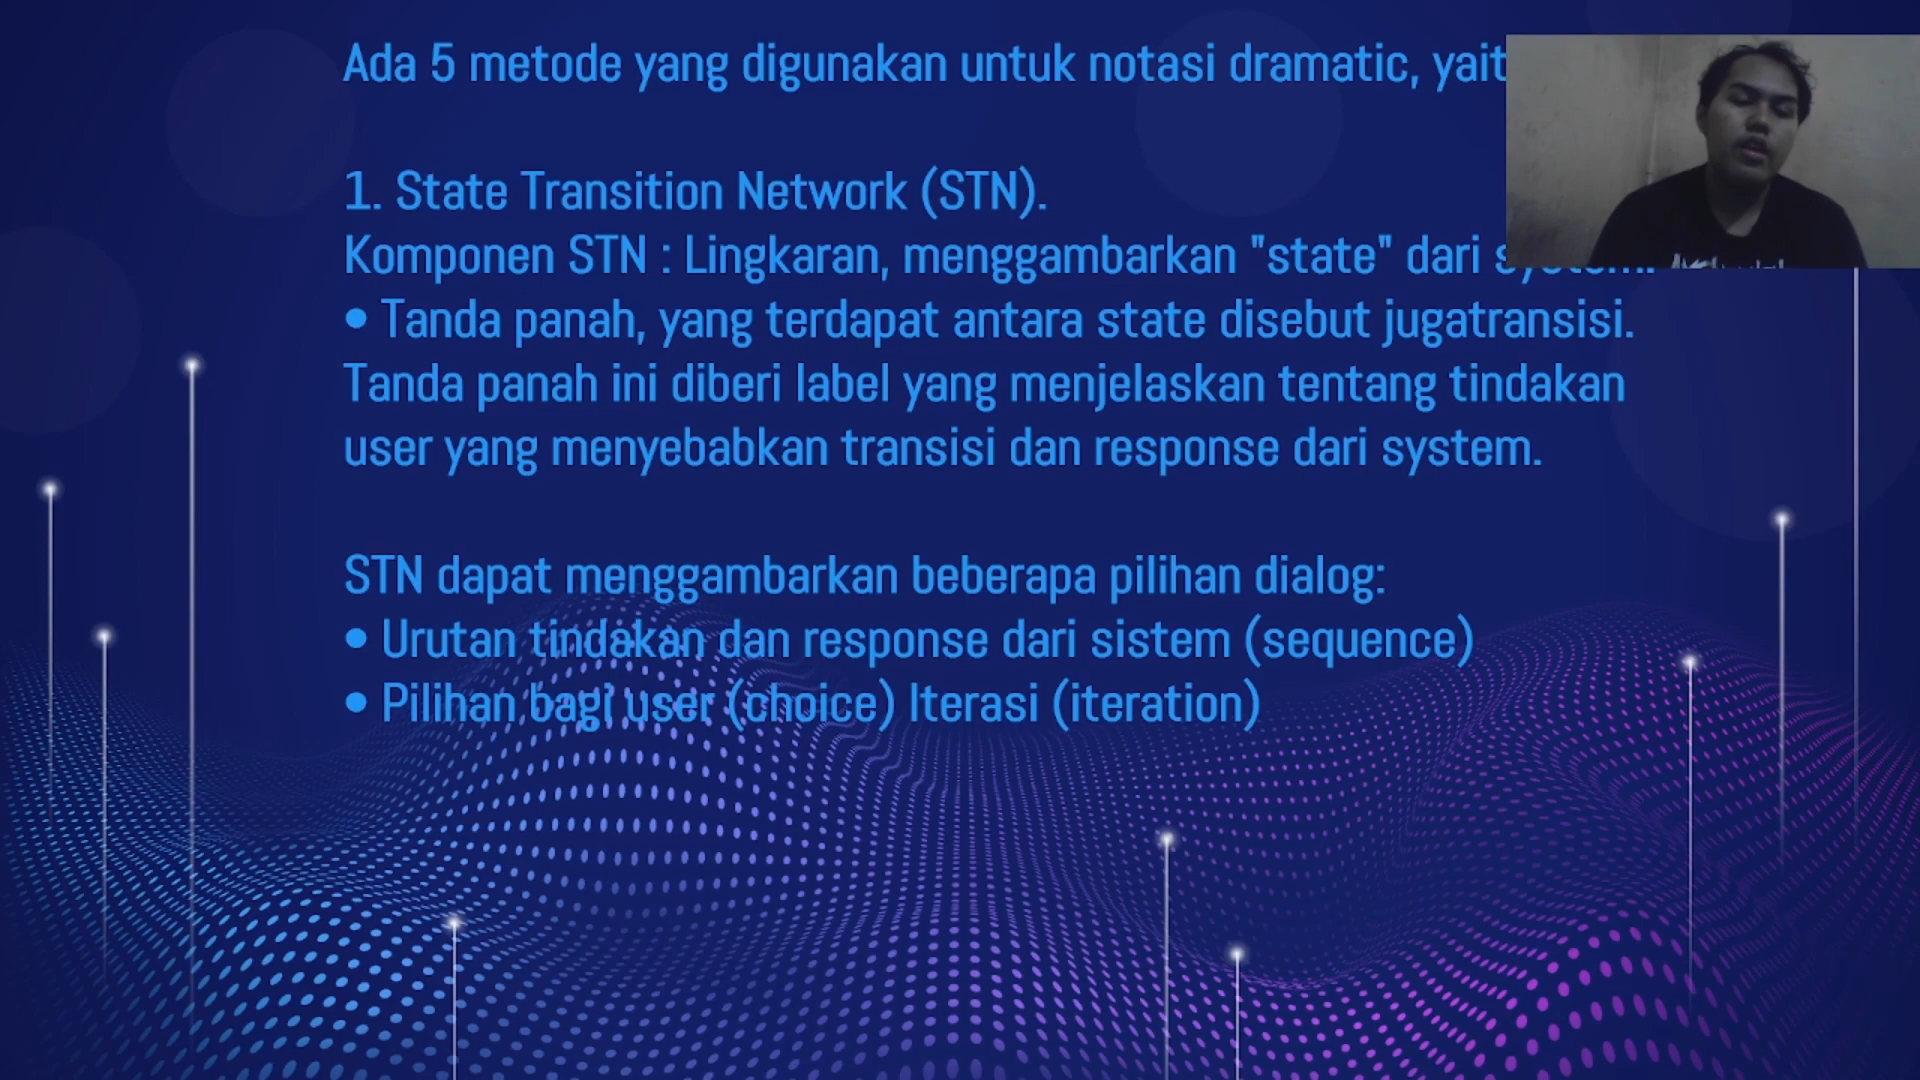 Ada 5 metode yang digunakan untuk notasi dramatic, yait
1. State Transition Network (STN).
Komponen STN : Lingkaran, menggambarkan "state" dari system.
• Tanda panah, yang terdapat antara state disebut jugatransisi.
Tanda panah ini diberi label yang menjelaskan tentang tindakan
user yang menyebabkan transisi dan response dari system.
STN dapat menggambarkan beberapa pilihan dialog:
• Urutan tindakan dan response dari sistem (sequence)
• Pilihan bagi user (choice) Iterasi (iteration)